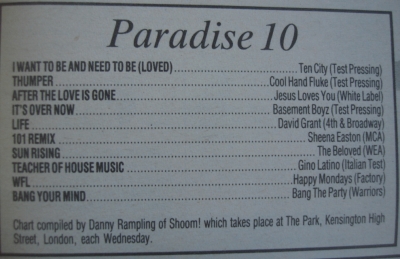 Paradise 10
I WANT TO BE AND NEED TO BE (LOVED) Ten City (Test Pressing)
THUMPER Cool Hand Fluke (Test Pressing)
AFTER THE LOVE IS GONE Jesus Loves You (White Label)
IT'S OVER NOW Basement Boyz (Test Pressing)
LIFE David Grant (4th & Broadway)
101 REMIX Sheena Easton (MCA)
SUN RISING The Beloved (WEA)
TEACHER OF HOUSE MUSIC Gino Latino (Italian Test)
WFL Happy Mondays (Factory)
BANG YOUR MIND Bang The Party (Warriors)
Chart compiled by Danny Rampling of Shoom! which takes place at The Park, Kensington High
Street, London, each Wednesday.